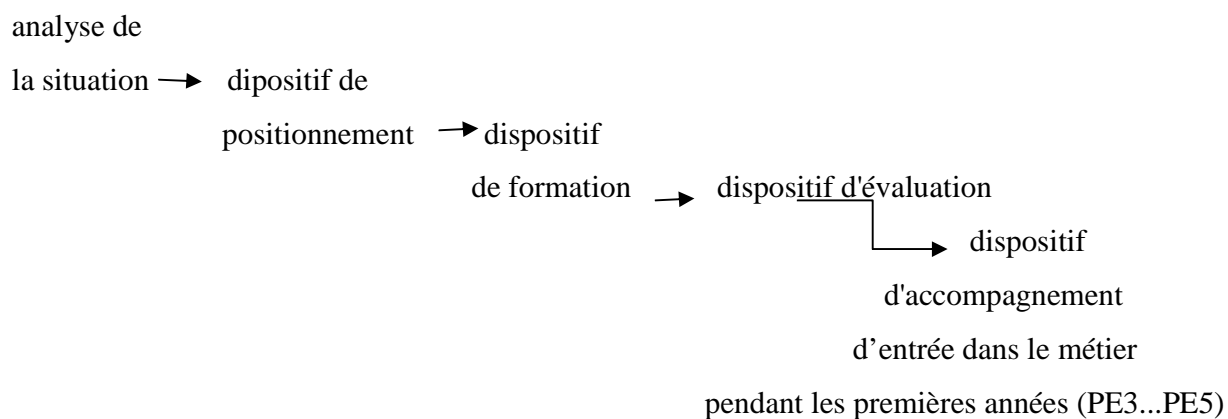 analyse de
la situation dipositif de
positionnement dispositif
de formation dispositif d'évaluation
dispositif
d'accompagnement
d’entrée dans le métier
pendant les premières années (PE3...PE5)